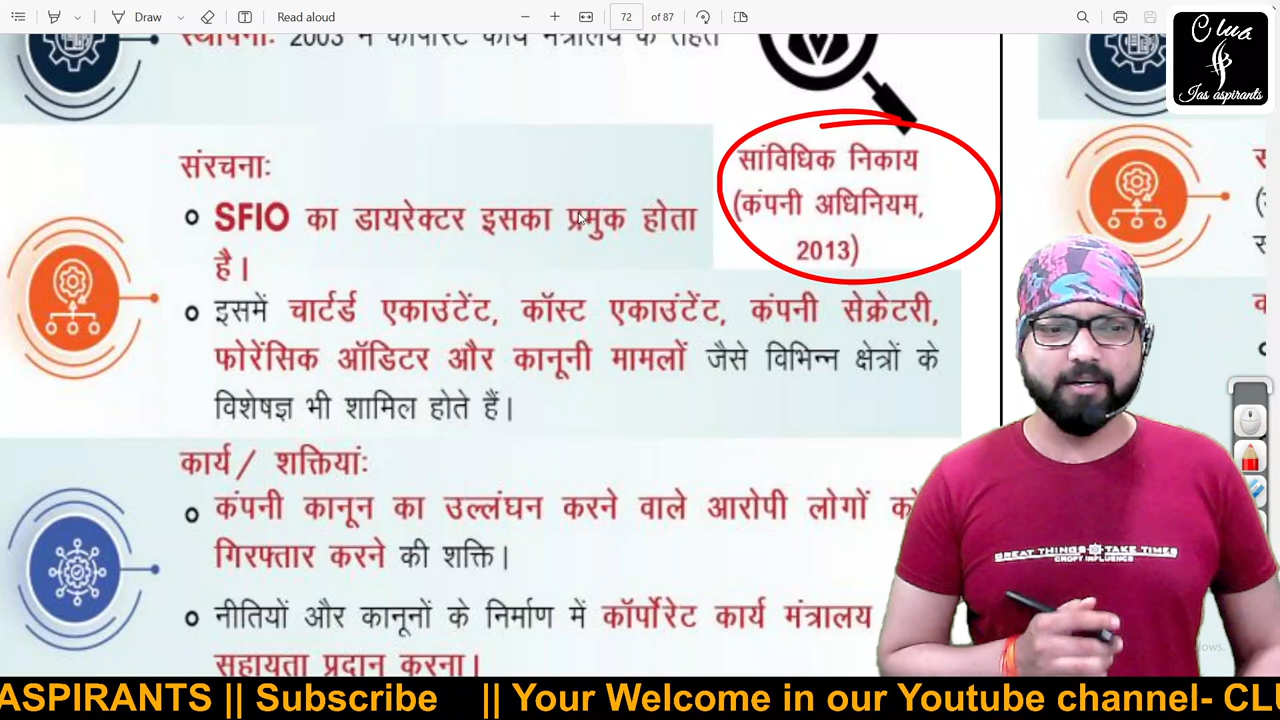 Draw
Read aloud
72
of 87
Clua
Ias aspirants
स्थापनाः 2003 में कॉर्पोरेट कार्य मंत्रालय के तहत
सांविधिक निकाय
(कंपनी अधिनियम,
2013)
संरचनाः
SFIO का डायरेक्टर इसका प्रमुक होता
है।
इसमें चार्टर्ड एकाउंटेंट, कॉस्ट एकाउंटेंट, कंपनी सेक्रेटरी,
फोरेंसिक ऑडिटर और कानूनी मामलों जैसे विभिन्न क्षेत्रों के
विशेषज्ञ भी शामिल होते हैं।
कार्य/ शक्तियांः
कंपनी कानून का उल्लंघन करने वाले आरोपी लोगों को
गिरफ्तार करने की शक्ति।
नीतियों और कानूनों के निर्माण में कॉर्पोरेट कार्य मंत्रालय
सहायता प्रदान करना।
GREAT THINGS TAKE TIMES
ASPIRANTS || Subscribe || Your Welcome in our Youtube channel- CLU